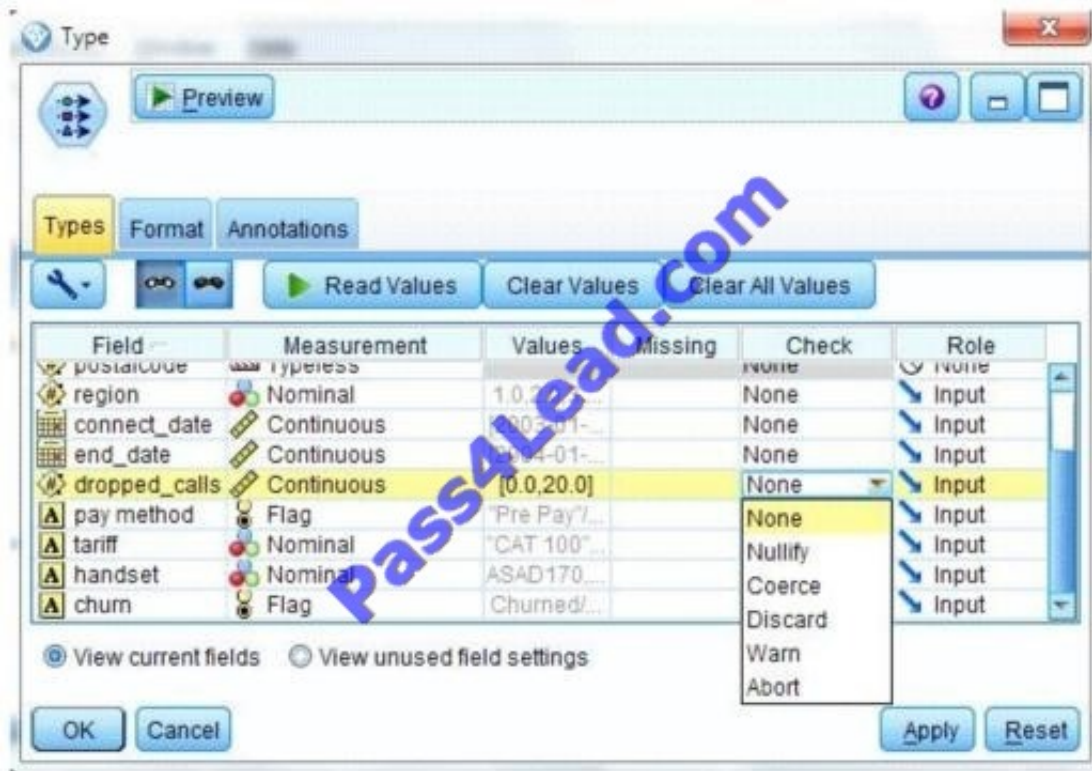 Type
Preview
Types Format Annotations
Read Values Clear Values Clear All Values
Field Measurement Values Missing Check Role
postalcode Typeless None None
region Nominal None Input
connect_date Continuous None Input
end_date Continuous None Input
dropped_calls Continuous [0.0,20.0] None Input
pay method Flag "Pre Pay"/... None Input
tariff Nominal "CAT 100"... Nullify Input
handset Nominal ASAD170,... Coerce Input
churn Flag Churned/... Discard Input
View current fields View unused field settings Warn
Abort
OK Cancel Apply Reset
Pass4Lead.com